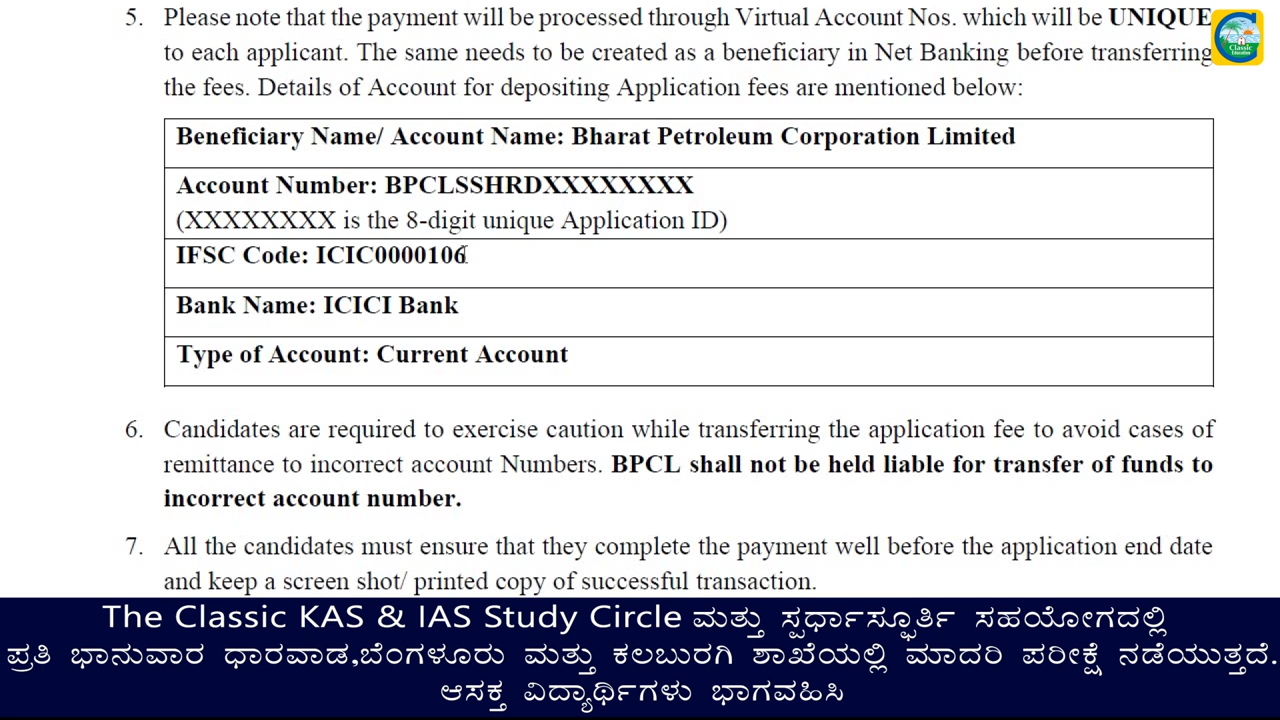 5. Please note that the payment will be processed through Virtual Account Nos. which will be UNIQUE
to each applicant. The same needs to be created as a beneficiary in Net Banking before transferring
the fees. Details of Account for depositing Application fees are mentioned below:
Classic
Education
Beneficiary Name/ Account Name: Bharat Petroleum Corporation Limited
Account Number: BPCLSSHRDXXXXXXXX
(XXXXXXXX is the 8-digit unique Application ID)
IFSC Code: ICIC0000106
Bank Name: ICICI Bank
Type of Account: Current Account
6. Candidates are required to exercise caution while transferring the application fee to avoid cases of
remittance to incorrect account Numbers. BPCL shall not be held liable for transfer of funds to
incorrect account number.
7. All the candidates must ensure that they complete the payment well before the application end date
and keep a screen shot/ printed copy of successful transaction.
The Classic KAS & IAS Study Circle ಮತ್ತು ಸ್ಪರ್ಧಾಸ್ಫೂರ್ತಿ ಸಹಯೋಗದಲ್ಲಿ
ಪ್ರತಿ ಭಾನುವಾರ ಧಾರವಾಡ,ಬೆಂಗಳೂರು ಮತ್ತು ಕಲಬುರಗಿ ಶಾಖೆಯಲ್ಲಿ ಮಾದರಿ ಪರೀಕ್ಷೆ ನಡೆಯುತ್ತದೆ.
ಆಸಕ್ತ ವಿದ್ಯಾರ್ಥಿಗಳು ಭಾಗವಹಿಸಿ